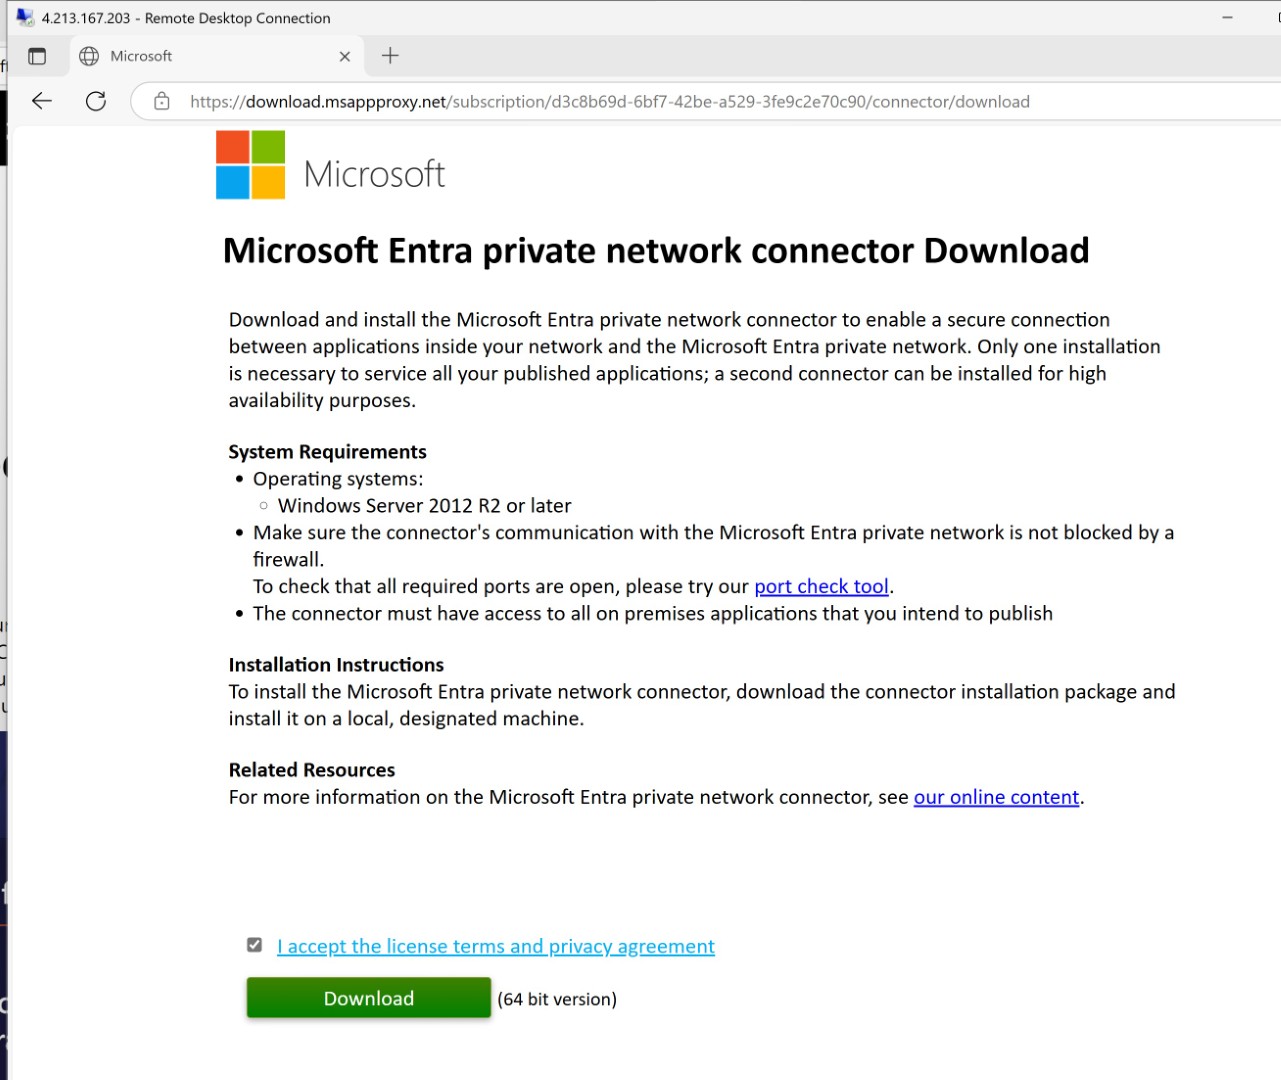 4.213.167.203 - Remote Desktop Connection
Microsoft
https://download.msappproxy.net/subscription/d3c8b69d-6bf7-42be-a529-3fe9c2e70c90/connector/download
Microsoft
Microsoft Entra private network connector Download
Download and install the Microsoft Entra private network connector to enable a secure connection
between applications inside your network and the Microsoft Entra private network. Only one installation
is necessary to service all your published applications; a second connector can be installed for high
availability purposes.
System Requirements
• Operating systems:
○ Windows Server 2012 R2 or later
• Make sure the connector's communication with the Microsoft Entra private network is not blocked by a
firewall.
To check that all required ports are open, please try our port check tool.
• The connector must have access to all on premises applications that you intend to publish
Installation Instructions
To install the Microsoft Entra private network connector, download the connector installation package and
install it on a local, designated machine.
Related Resources
For more information on the Microsoft Entra private network connector, see our online content.
I accept the license terms and privacy agreement
Download (64 bit version)